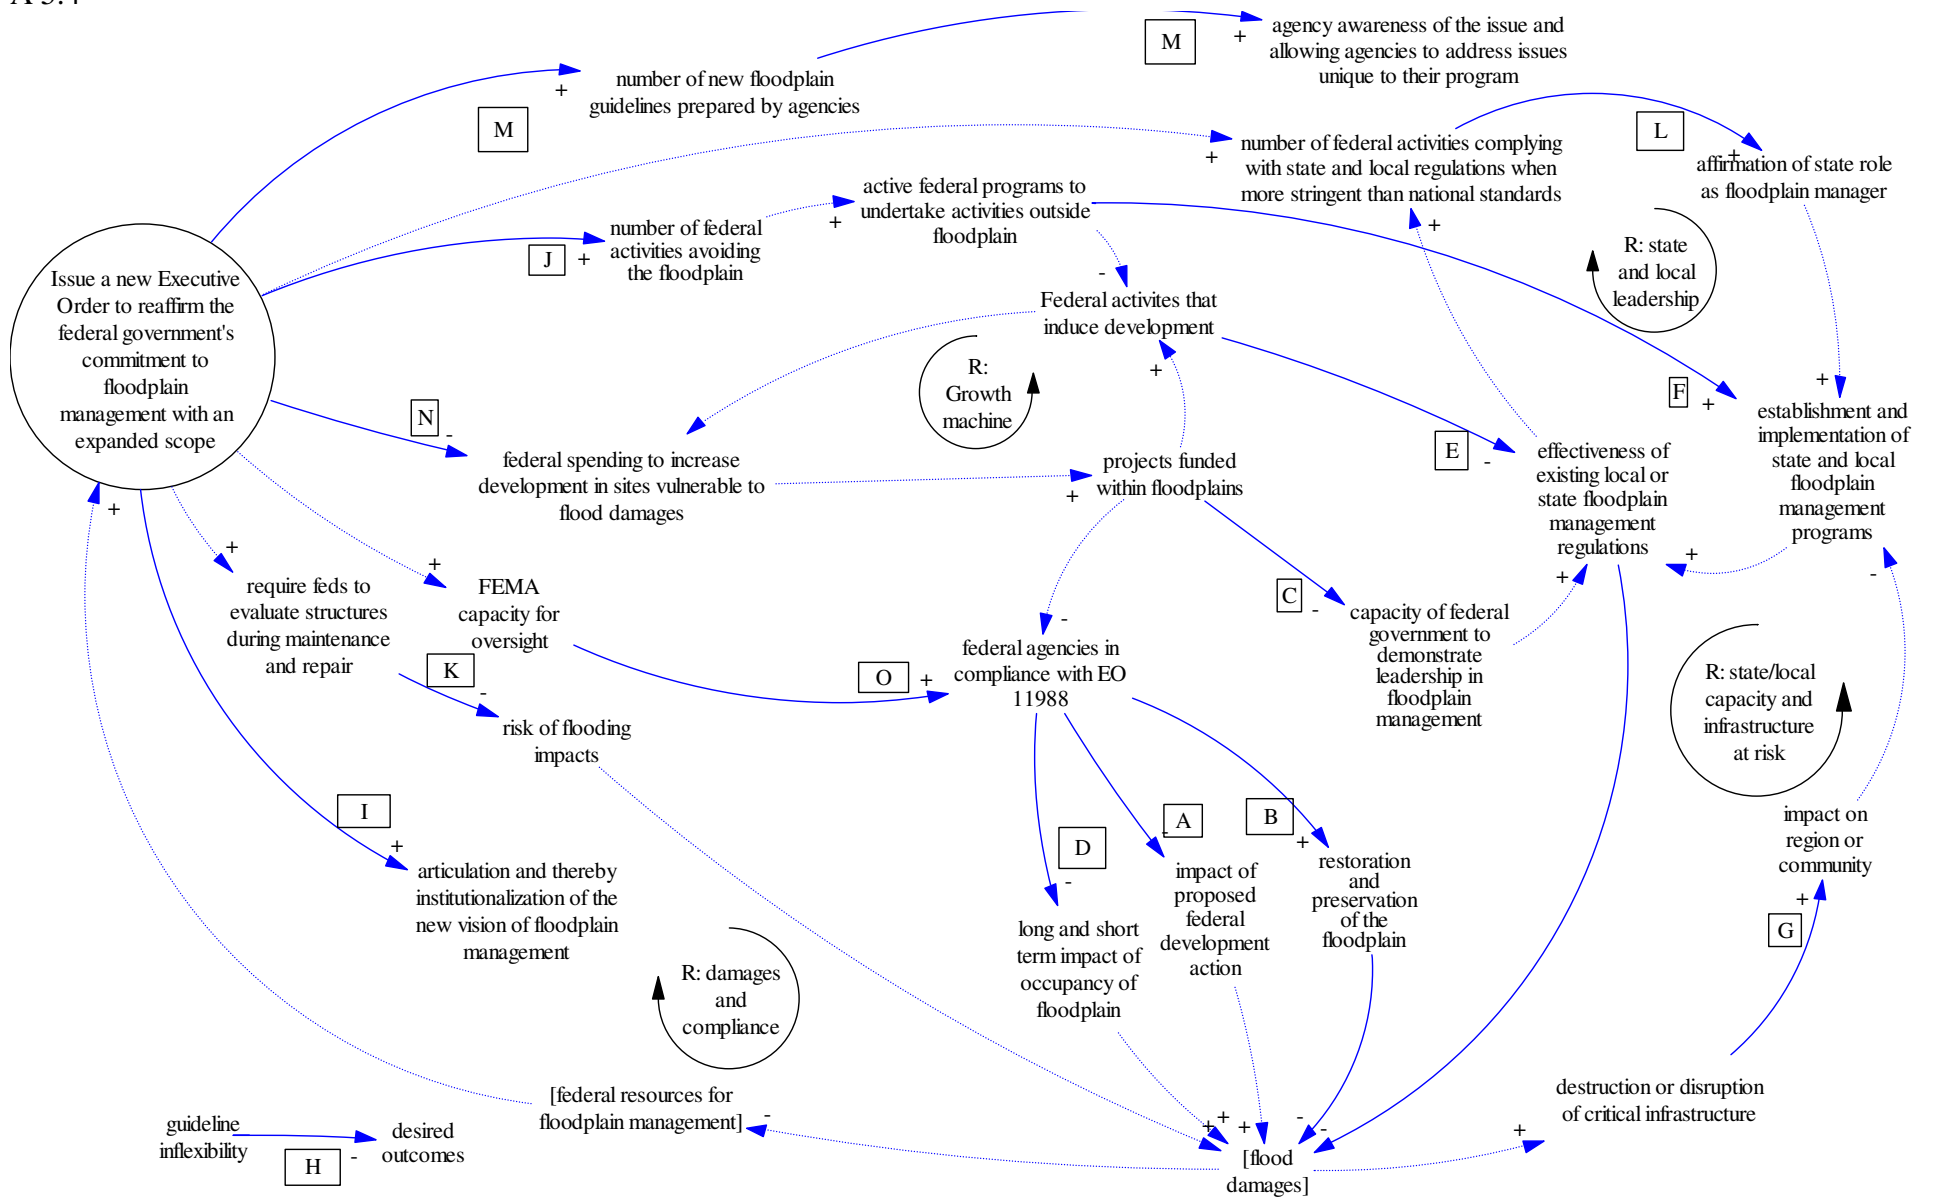 agency awareness of the issue and
allowing agencies to address issues
unique to their program
M
+
number of new floodplain
guidelines prepared by agencies
+
M
number of federal activities complying
with state and local regulations when
more stringent than national standards
+
L
+
affirmation of state role
as floodplain manager
active federal programs to
undertake activities outside
floodplain
+
number of federal
activities avoiding
the floodplain
J
+
+
R: state
and local
leadership
Issue a new Executive
Order to reaffirm the
federal government's
commitment to
floodplain
management with an
expanded scope
-
Federal activites that
induce development
R:
Growth
machine
+
F
+
+
establishment and
implementation of
state and local
floodplain
management
programs
N
-
E
-
effectiveness of
existing local or
state floodplain
management
regulations
federal spending to increase
development in sites vulnerable to
flood damages
+
projects funded
within floodplains
+
+
+
+
-
+
require feds to
evaluate structures
during maintenance
and repair
FEMA
capacity for
oversight
C
-
capacity of federal
government to
demonstrate
leadership in
floodplain
management
-
federal agencies in
compliance with EO
11988
K
-
O
+
R: state/local
capacity and
infrastructure
at risk
risk of flooding
impacts
I
+
articulation and thereby
institutionalization of the
new vision of floodplain
management
D
-
A
-
B
+
impact on
region or
community
long and short
term impact of
occupancy of
floodplain
impact of
proposed
federal
development
action
restoration
and
preservation
of the
floodplain
+
G
R: damages
and
compliance
[federal resources for
floodplain management]
-
destruction or disruption
of critical infrastructure
+
guideline
inflexibility
H
-
desired
outcomes
+
+
+
-
-
[flood
damages]